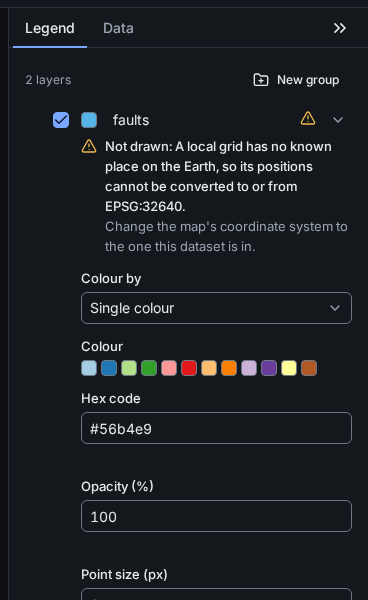 Legend Data
2 layers New group
faults
Not drawn: A local grid has no known
place on the Earth, so its positions
cannot be converted to or from
EPSG:32640.
Change the map's coordinate system to
the one this dataset is in.
Colour by
Single colour
Colour
Hex code
#56b4e9
Opacity (%)
100
Point size (px)